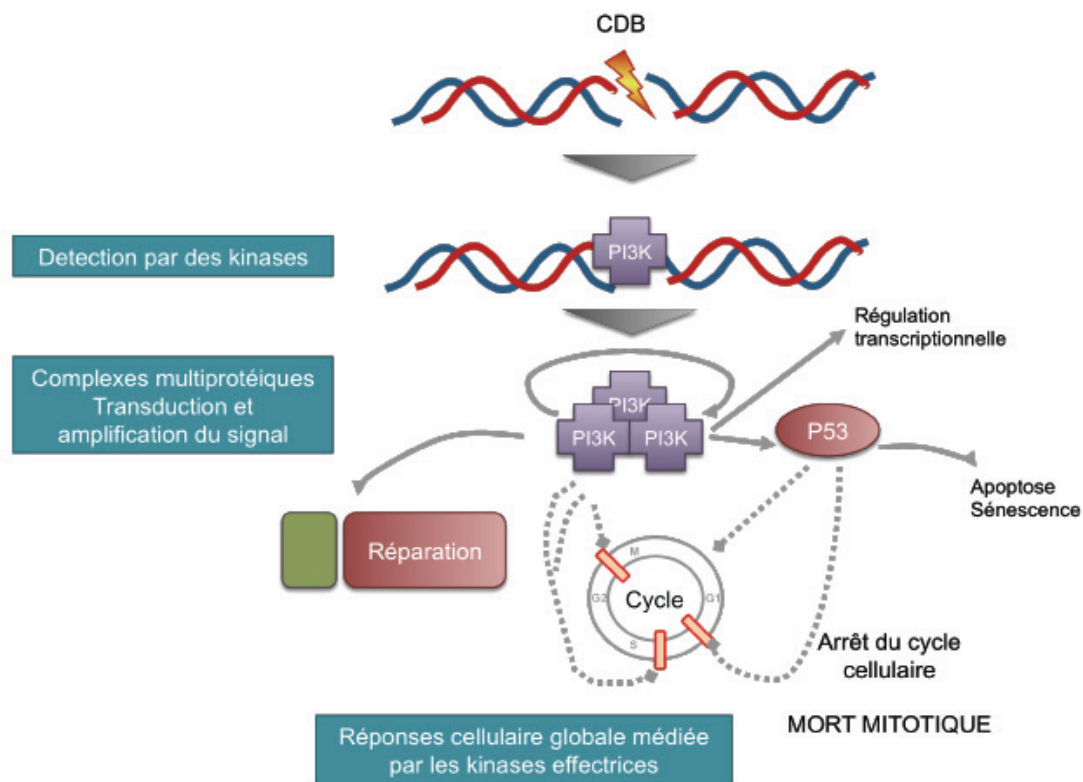 CDB
Detection par des kinases
PI3K
Régulation
transcriptionnelle
Complexes multiprotéiques
Transduction et
amplification du signal
PI3K
PI3K
PI3K
P53
Apoptose
Sénescence
Réparation
M
G2
Cycle
G1
S
Arrêt du cycle
cellulaire
MORT MITOTIQUE
Réponses cellulaire globale médiée
par les kinases effectrices